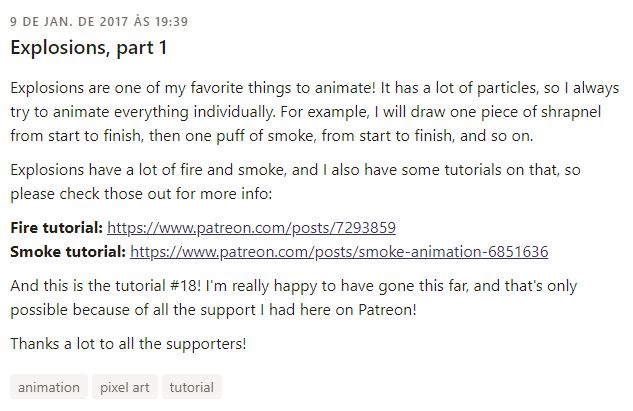 9 DE JAN. DE 2017 ÀS 19:39
Explosions, part 1
Explosions are one of my favorite things to animate! It has a lot of particles, so I always
try to animate everything individually. For example, I will draw one piece of shrapnel
from start to finish, then one puff of smoke, from start to finish, and so on.
Explosions have a lot of fire and smoke, and I also have some tutorials on that, so
please check those out for more info:
Fire tutorial: https://www.patreon.com/posts/7293859
Smoke tutorial: https://www.patreon.com/posts/smoke-animation-6851636
And this is the tutorial #18! I'm really happy to have gone this far, and that's only
possible because of all the support I had here on Patreon!
Thanks a lot to all the supporters!
animation pixel art tutorial